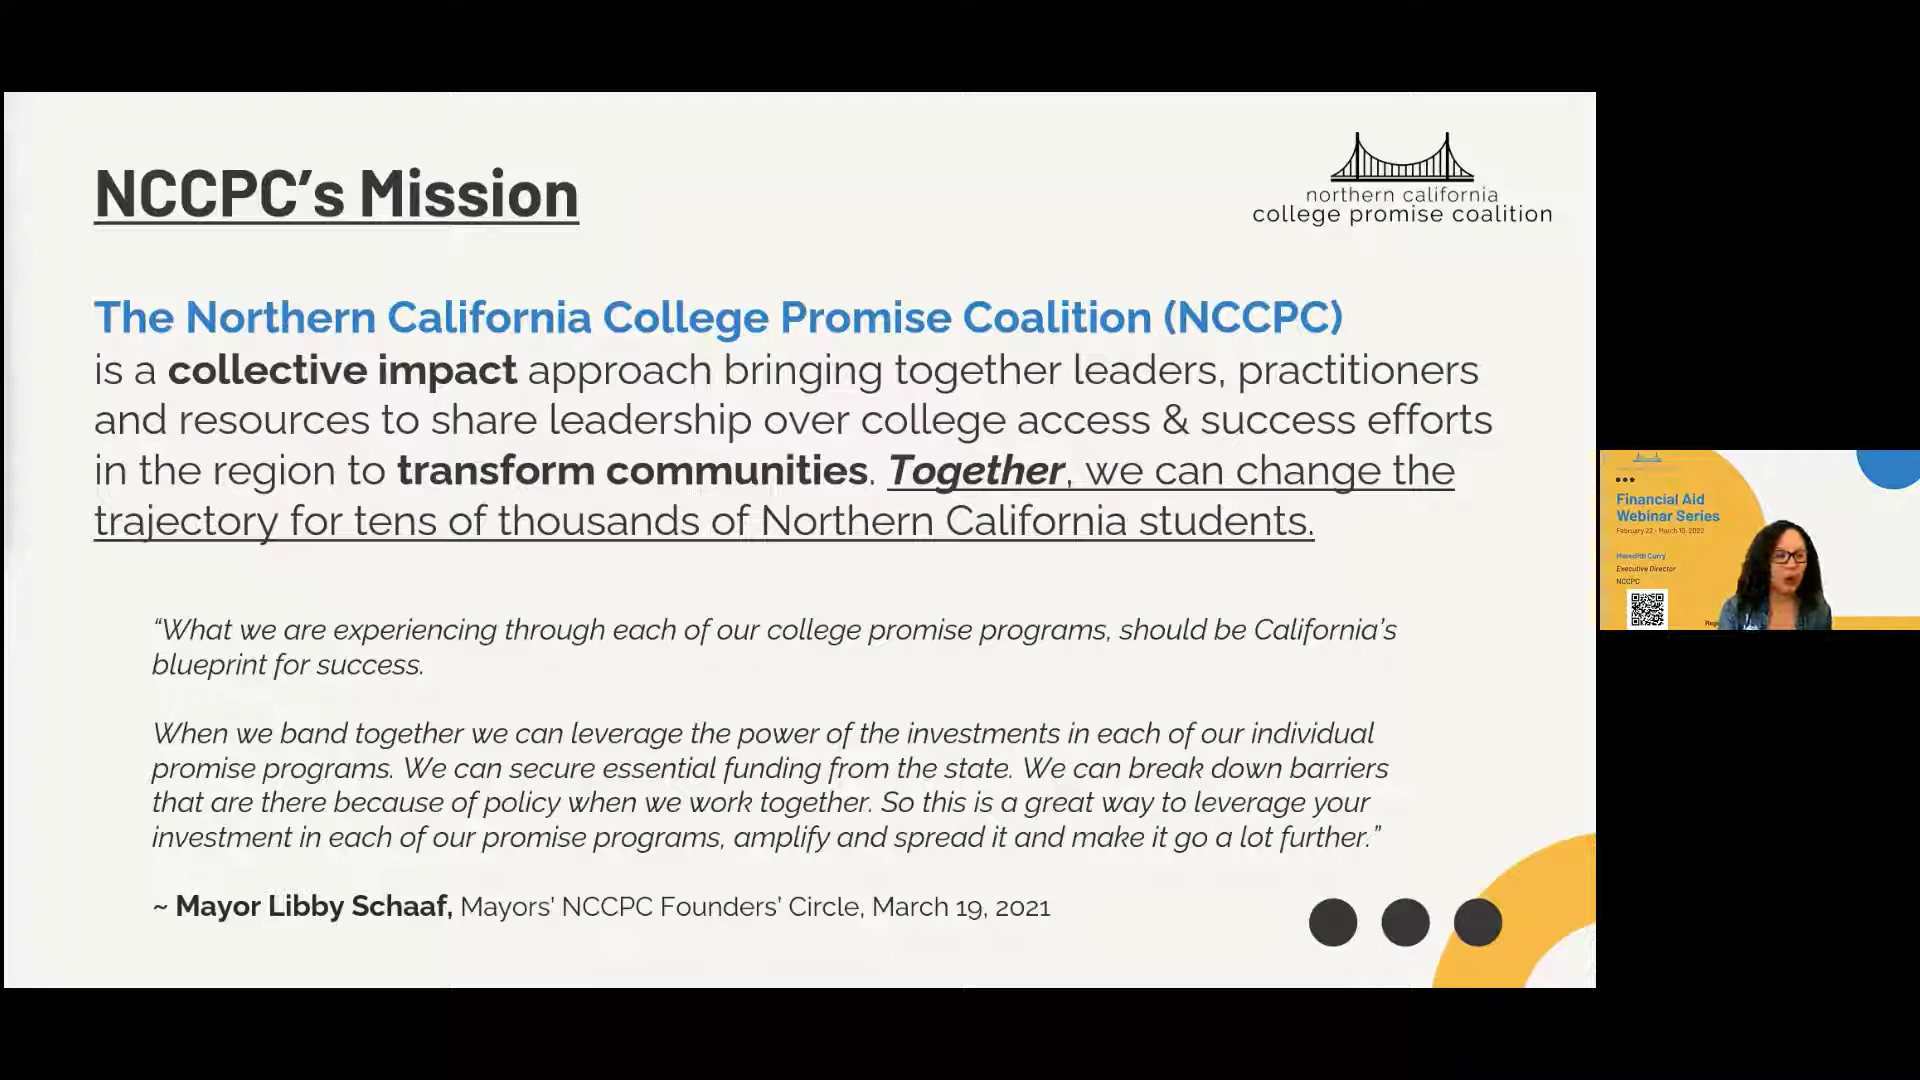 NCCPC's Mission
northern california
college promise coalition
The Northern California College Promise Coalition (NCCPC)
is a collective impact approach bringing together leaders, practitioners
and resources to share leadership over college access & success efforts
in the region to transform communities. Together, we can change the
trajectory for tens of thousands of Northern California students.
“What we are experiencing through each of our college promise programs, should be California's
blueprint for success.
When we band together we can leverage the power of the investments in each of our individual
promise programs. We can secure essential funding from the state. We can break down barriers
that are there because of policy when we work together. So this is a great way to leverage your
investment in each of our promise programs, amplify and spread it and make it go a lot further.”
~ Mayor Libby Schaaf, Mayors' NCCPC Founders' Circle, March 19, 2021
Financial Aid
Webinar Series
February 22 - March 10, 2022
Meredith Curry
Executive Director
NCCPC